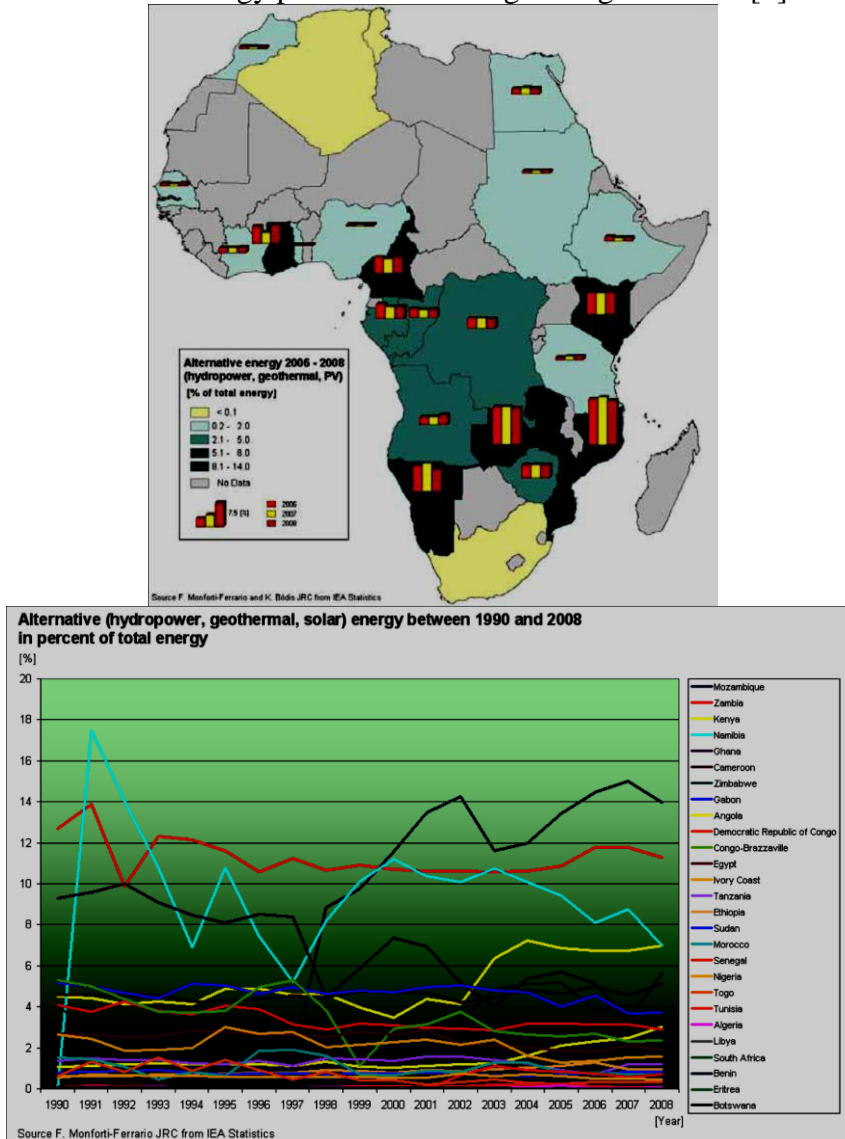 Alternative energy 2006 - 2008
(hydropower, geothermal, PV)
[% of total energy]
< 0.1
0.2 - 2.0
2.1 - 5.0
5.1 - 8.0
8.1 - 14.0
No Data
7.5 [%]
2006
2007
2008
Source F. Monforti-Ferrario and K. Bódis JRC from IEA Statistics
Alternative (hydropower, geothermal, solar) energy between 1990 and 2008
in percent of total energy
[%]
20
18
16
14
12
10
8
6
4
2
0
1990 1991 1992 1993 1994 1995 1996 1997 1998 1999 2000 2001 2002 2003 2004 2005 2006 2007 2008
[Year]
Mozambique
Zambia
Kenya
Namibia
Ghana
Cameroon
Zimbabwe
Gabon
Angola
Democratic Republic of Congo
Congo-Brazzaville
Egypt
Ivory Coast
Tanzania
Ethiopia
Sudan
Morocco
Senegal
Nigeria
Togo
Tunisia
Algeria
Libya
South Africa
Benin
Eritrea
Botswana
Source F. Monforti-Ferrario JRC from IEA Statistics